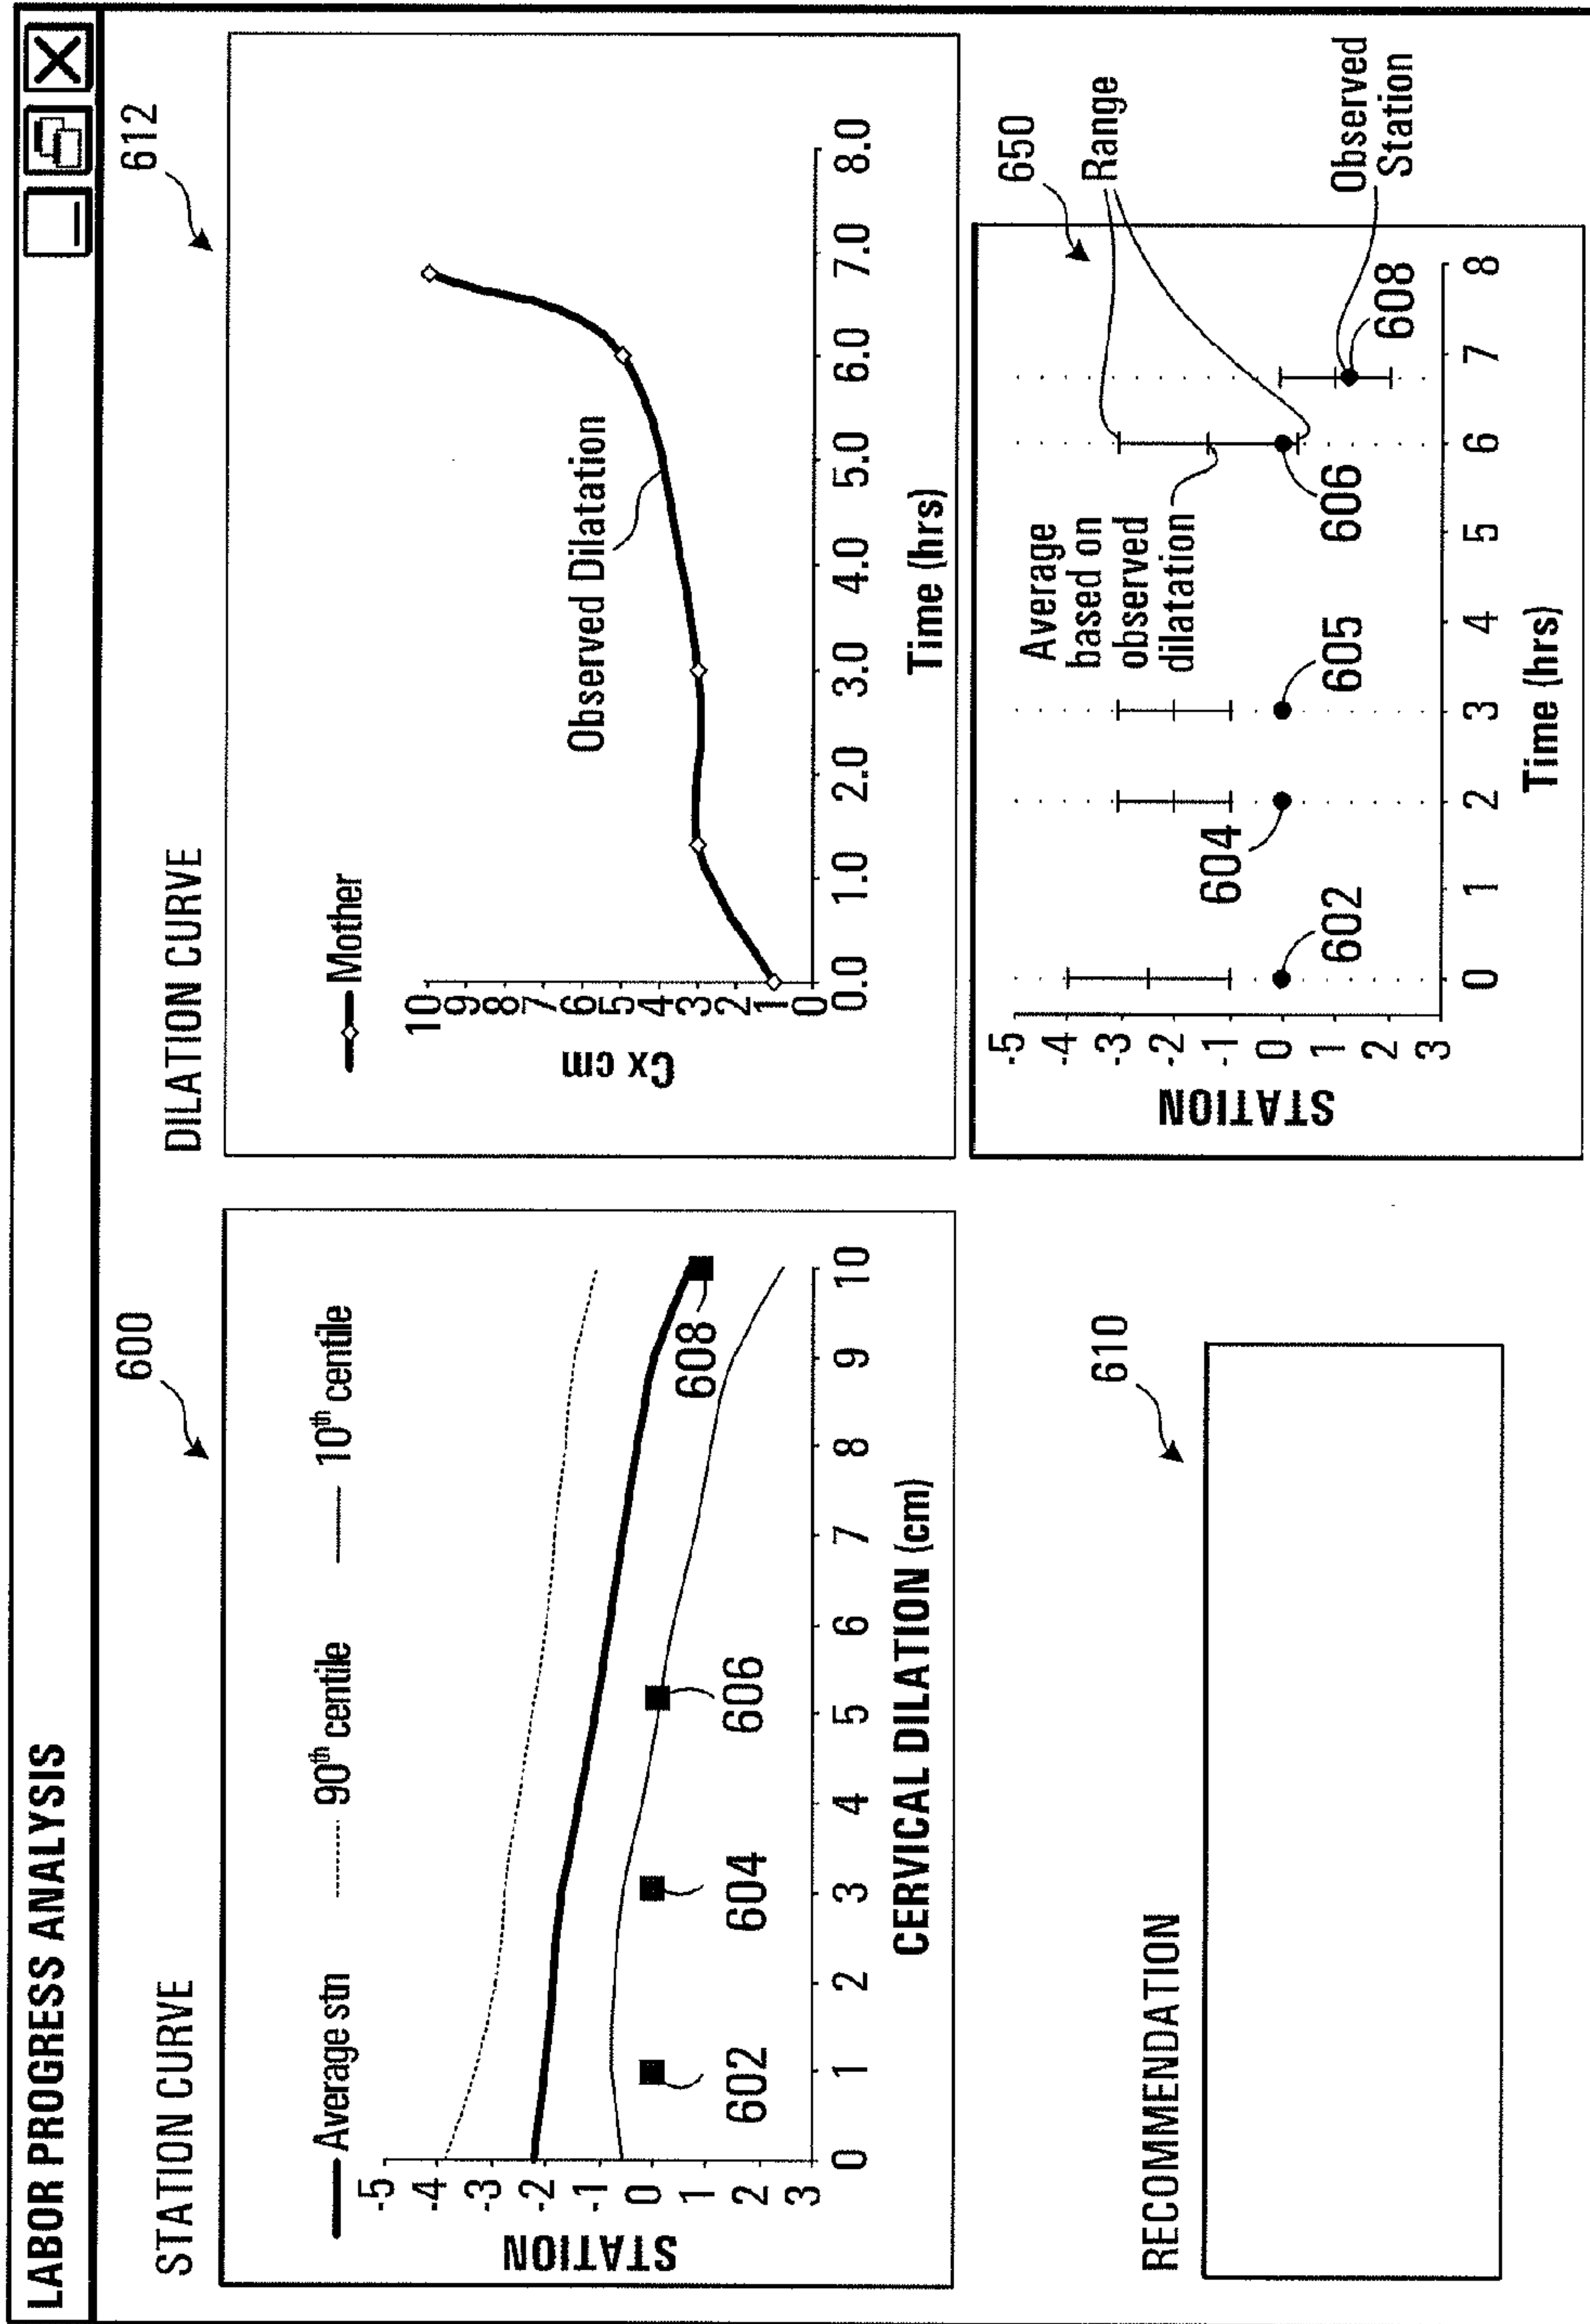 LABOR PROGRESS ANALYSIS
STATION CURVE
600
Average stn
90th centile
10th centile
STATION
-5
-4
-3
-2
-1
0
1
2
3
602
604
606
608
0 1 2 3 4 5 6 7 8 9 10
CERVICAL DILATION (cm)
DILATION CURVE
612
Mother
Cx cm
10
9
8
7
6
5
4
3
2
1
0
Observed Dilatation
0.0 1.0 2.0 3.0 4.0 5.0 6.0 7.0 8.0
Time (hrs)
RECOMMENDATION
610
650
Range
STATION
-5
-4
-3
-2
-1
0
1
2
3
Average
based on
observed
dilatation
602
604
605
606
608
Observed
Station
0 1 2 3 4 5 6 7 8
Time (hrs)